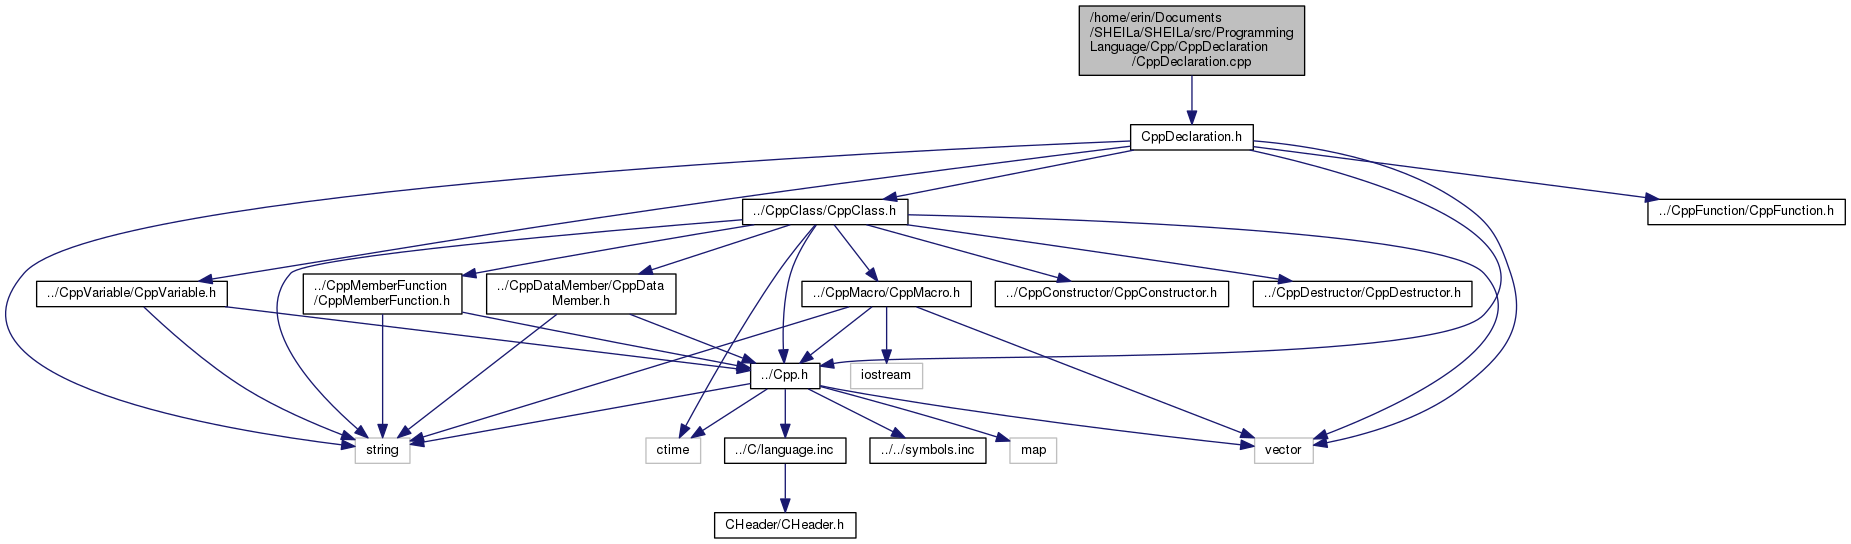 /home/erin/Documents
/SHEILa/SHEILa/src/Programming
Language/Cpp/CppDeclaration
/CppDeclaration.cpp
CppDeclaration.h
../CppClass/CppClass.h
../CppFunction/CppFunction.h
../CppVariable/CppVariable.h
../CppMemberFunction
/CppMemberFunction.h
../CppDataMember/CppData
Member.h
../CppMacro/CppMacro.h
../CppConstructor/CppConstructor.h
../CppDestructor/CppDestructor.h
../Cpp.h
iostream
string
ctime
../C/language.inc
../../symbols.inc
map
vector
CHeader/CHeader.h